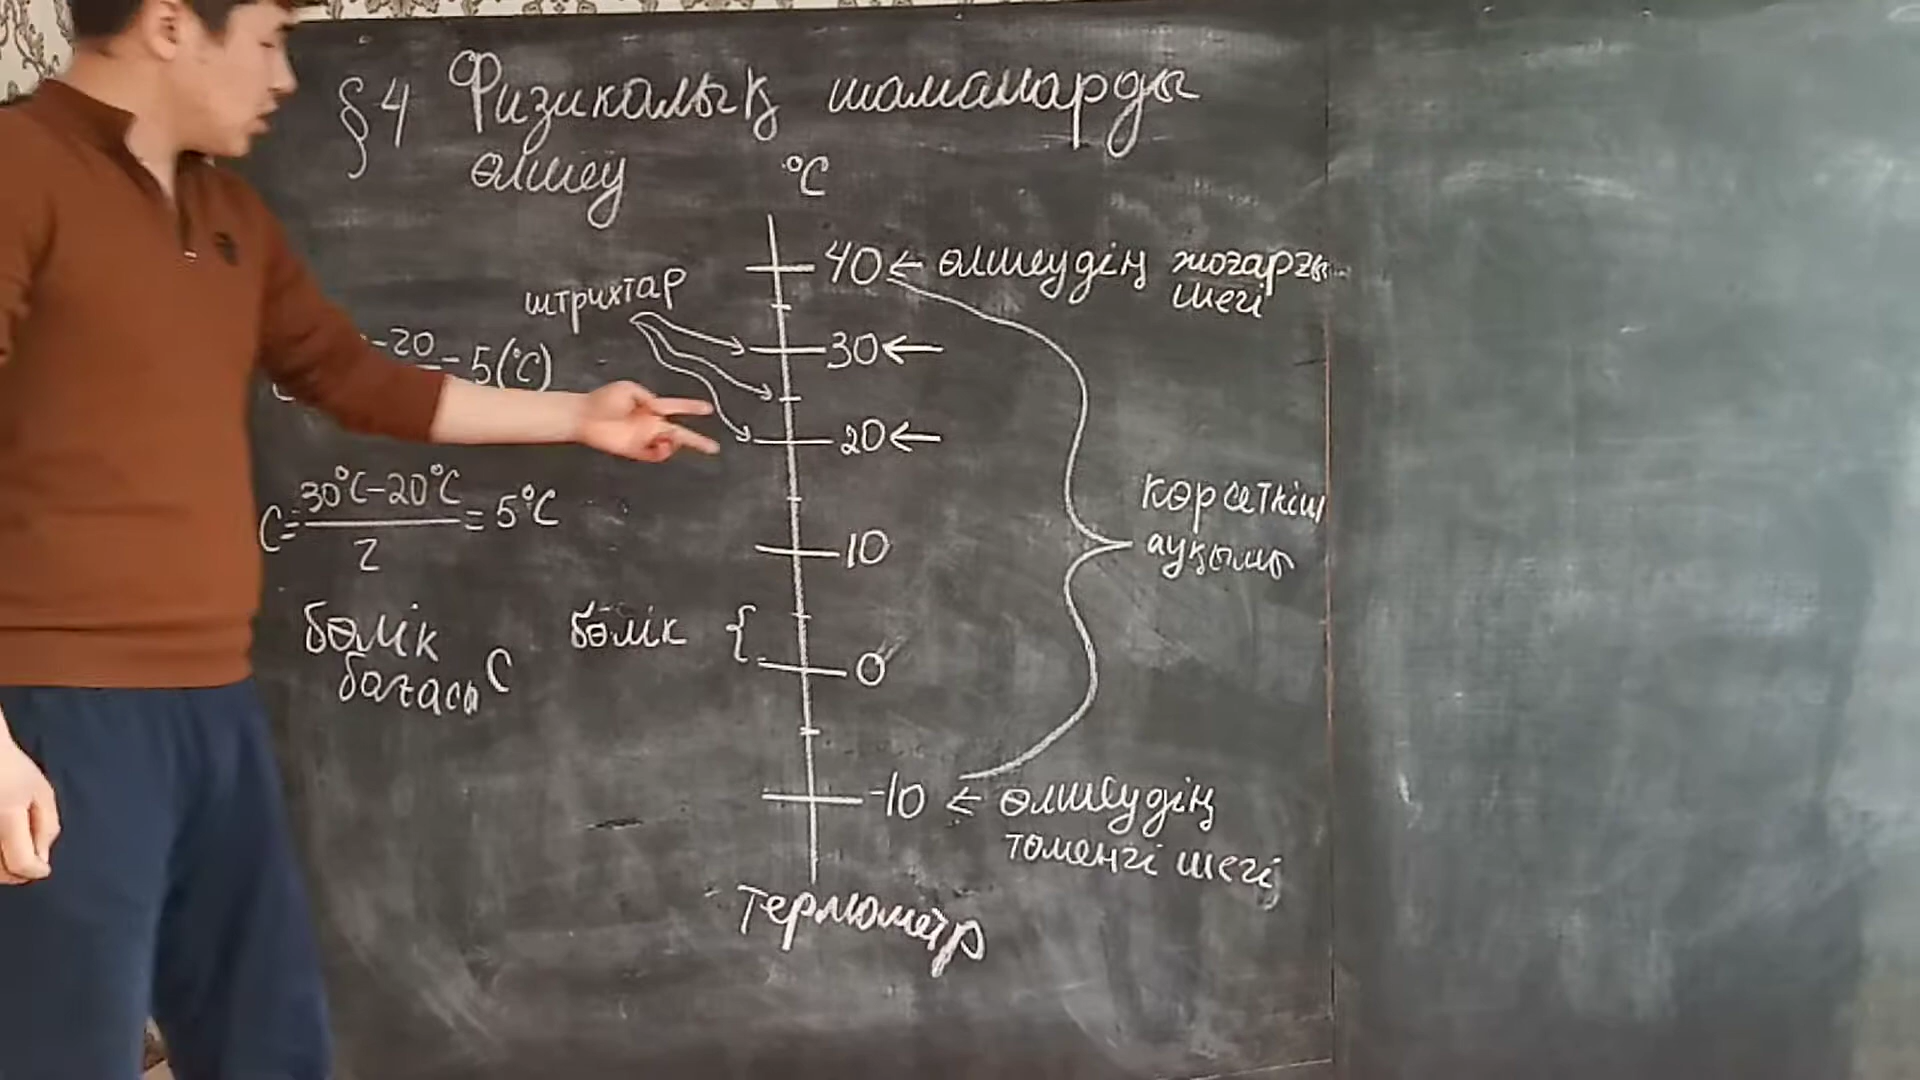 §4 Физикалық шамаларды
өлшеу
°C
40 ← өлшеудің жоғарғы
шегі
штрихтар
30 ←
-20
- 5(°C)
20 ←
көрсеткіш
ауқымы
C = 30°C-20°C = 5°C
2
10
бөлік
бағасы C
бөлік {
0
-10 ← өлшеудің
төменгі шегі
термометр